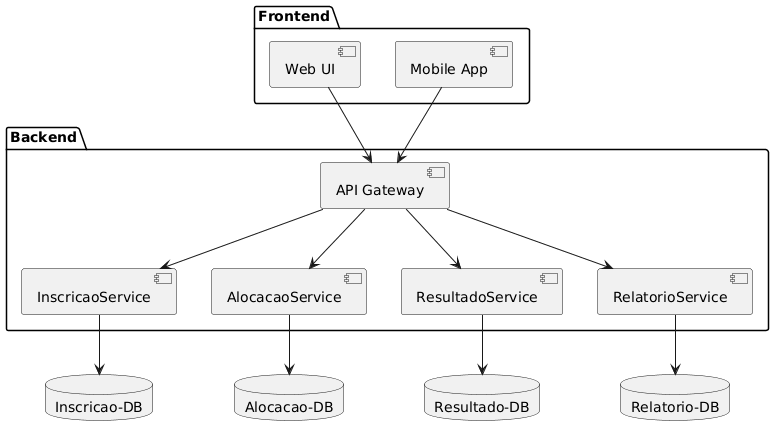 Frontend
Web UI
Mobile App
Backend
API Gateway
InscricaoService
AlocacaoService
ResultadoService
RelatorioService
Inscricao-DB
Alocacao-DB
Resultado-DB
Relatorio-DB